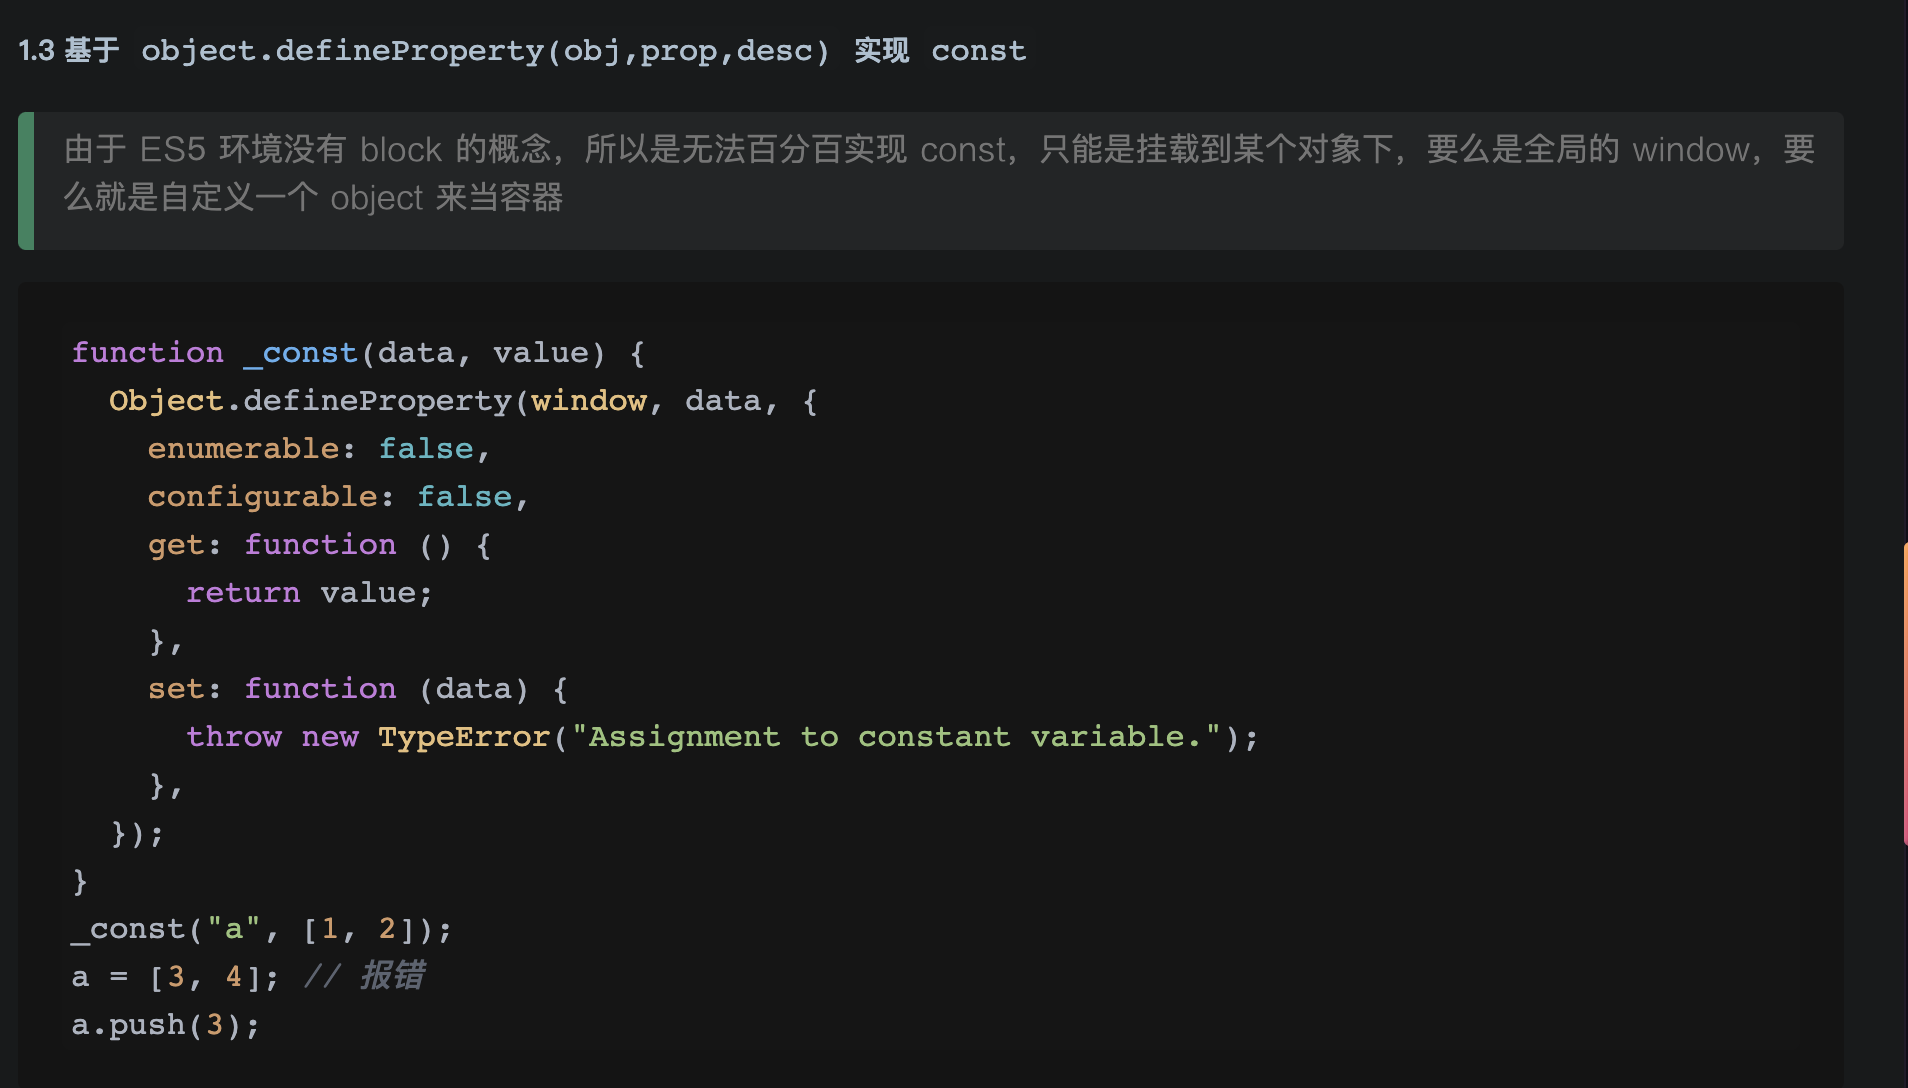 1.3 基于 object.defineProperty(obj,prop,desc) 实现 const
由于 ES5 环境没有 block 的概念，所以是无法百分百实现 const，只能是挂载到某个对象下，要么是全局的 window，要
么就是自定义一个 object 来当容器
function _const(data, value) {
  Object.defineProperty(window, data, {
    enumerable: false,
    configurable: false,
    get: function () {
      return value;
    },
    set: function (data) {
      throw new TypeError("Assignment to constant variable.");
    },
  });
}
_const("a", [1, 2]);
a = [3, 4]; // 报错
a.push(3);